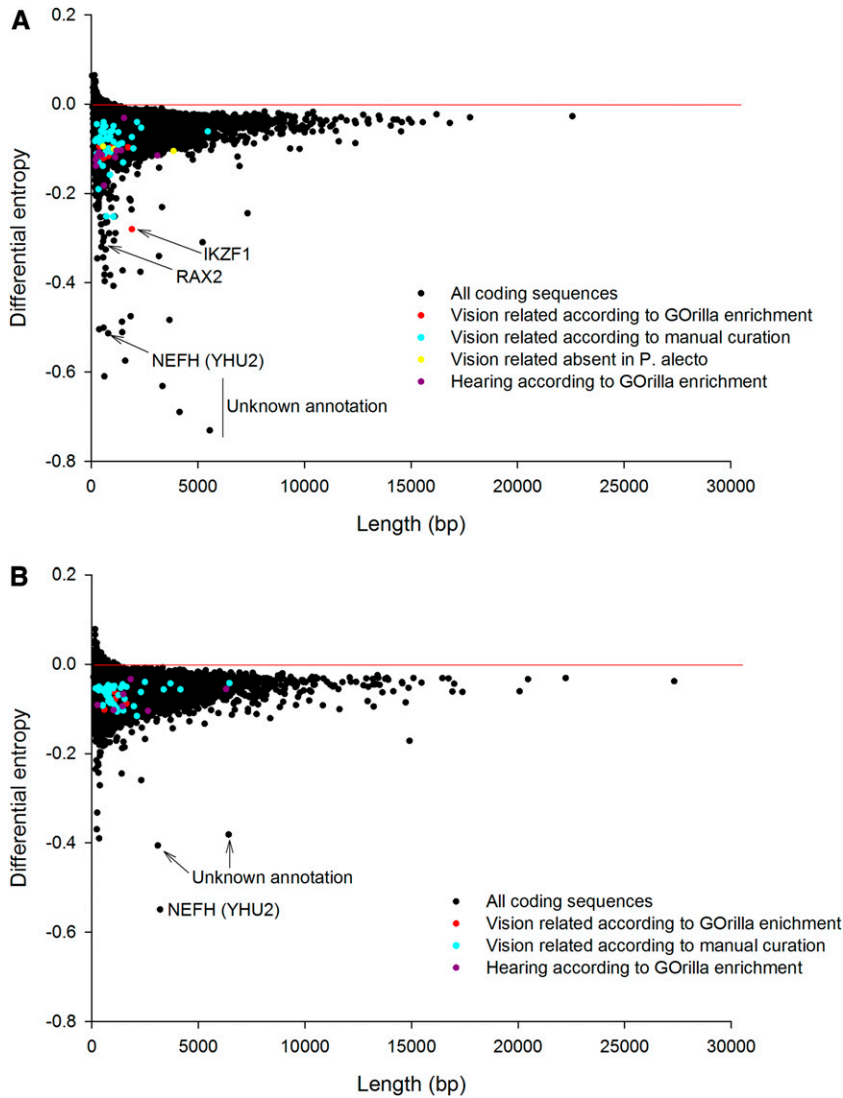 A
0.2
0.0
-0.2
-0.4
-0.6
-0.8
Differential entropy
IKZF1
RAX2
NEFH (YHU2)
Unknown annotation
All coding sequences
Vision related according to GOrilla enrichment
Vision related according to manual curation
Vision related absent in P. alecto
Hearing according to GOrilla enrichment
0 5000 10000 15000 20000 25000 30000
Length (bp)
B
0.2
0.0
-0.2
-0.4
-0.6
-0.8
Differential entropy
Unknown annotation
NEFH (YHU2)
All coding sequences
Vision related according to GOrilla enichment
Vision related according to manual curation
Hearing according to GOrilla enrichment
0 5000 10000 15000 20000 25000 30000
Length (bp)